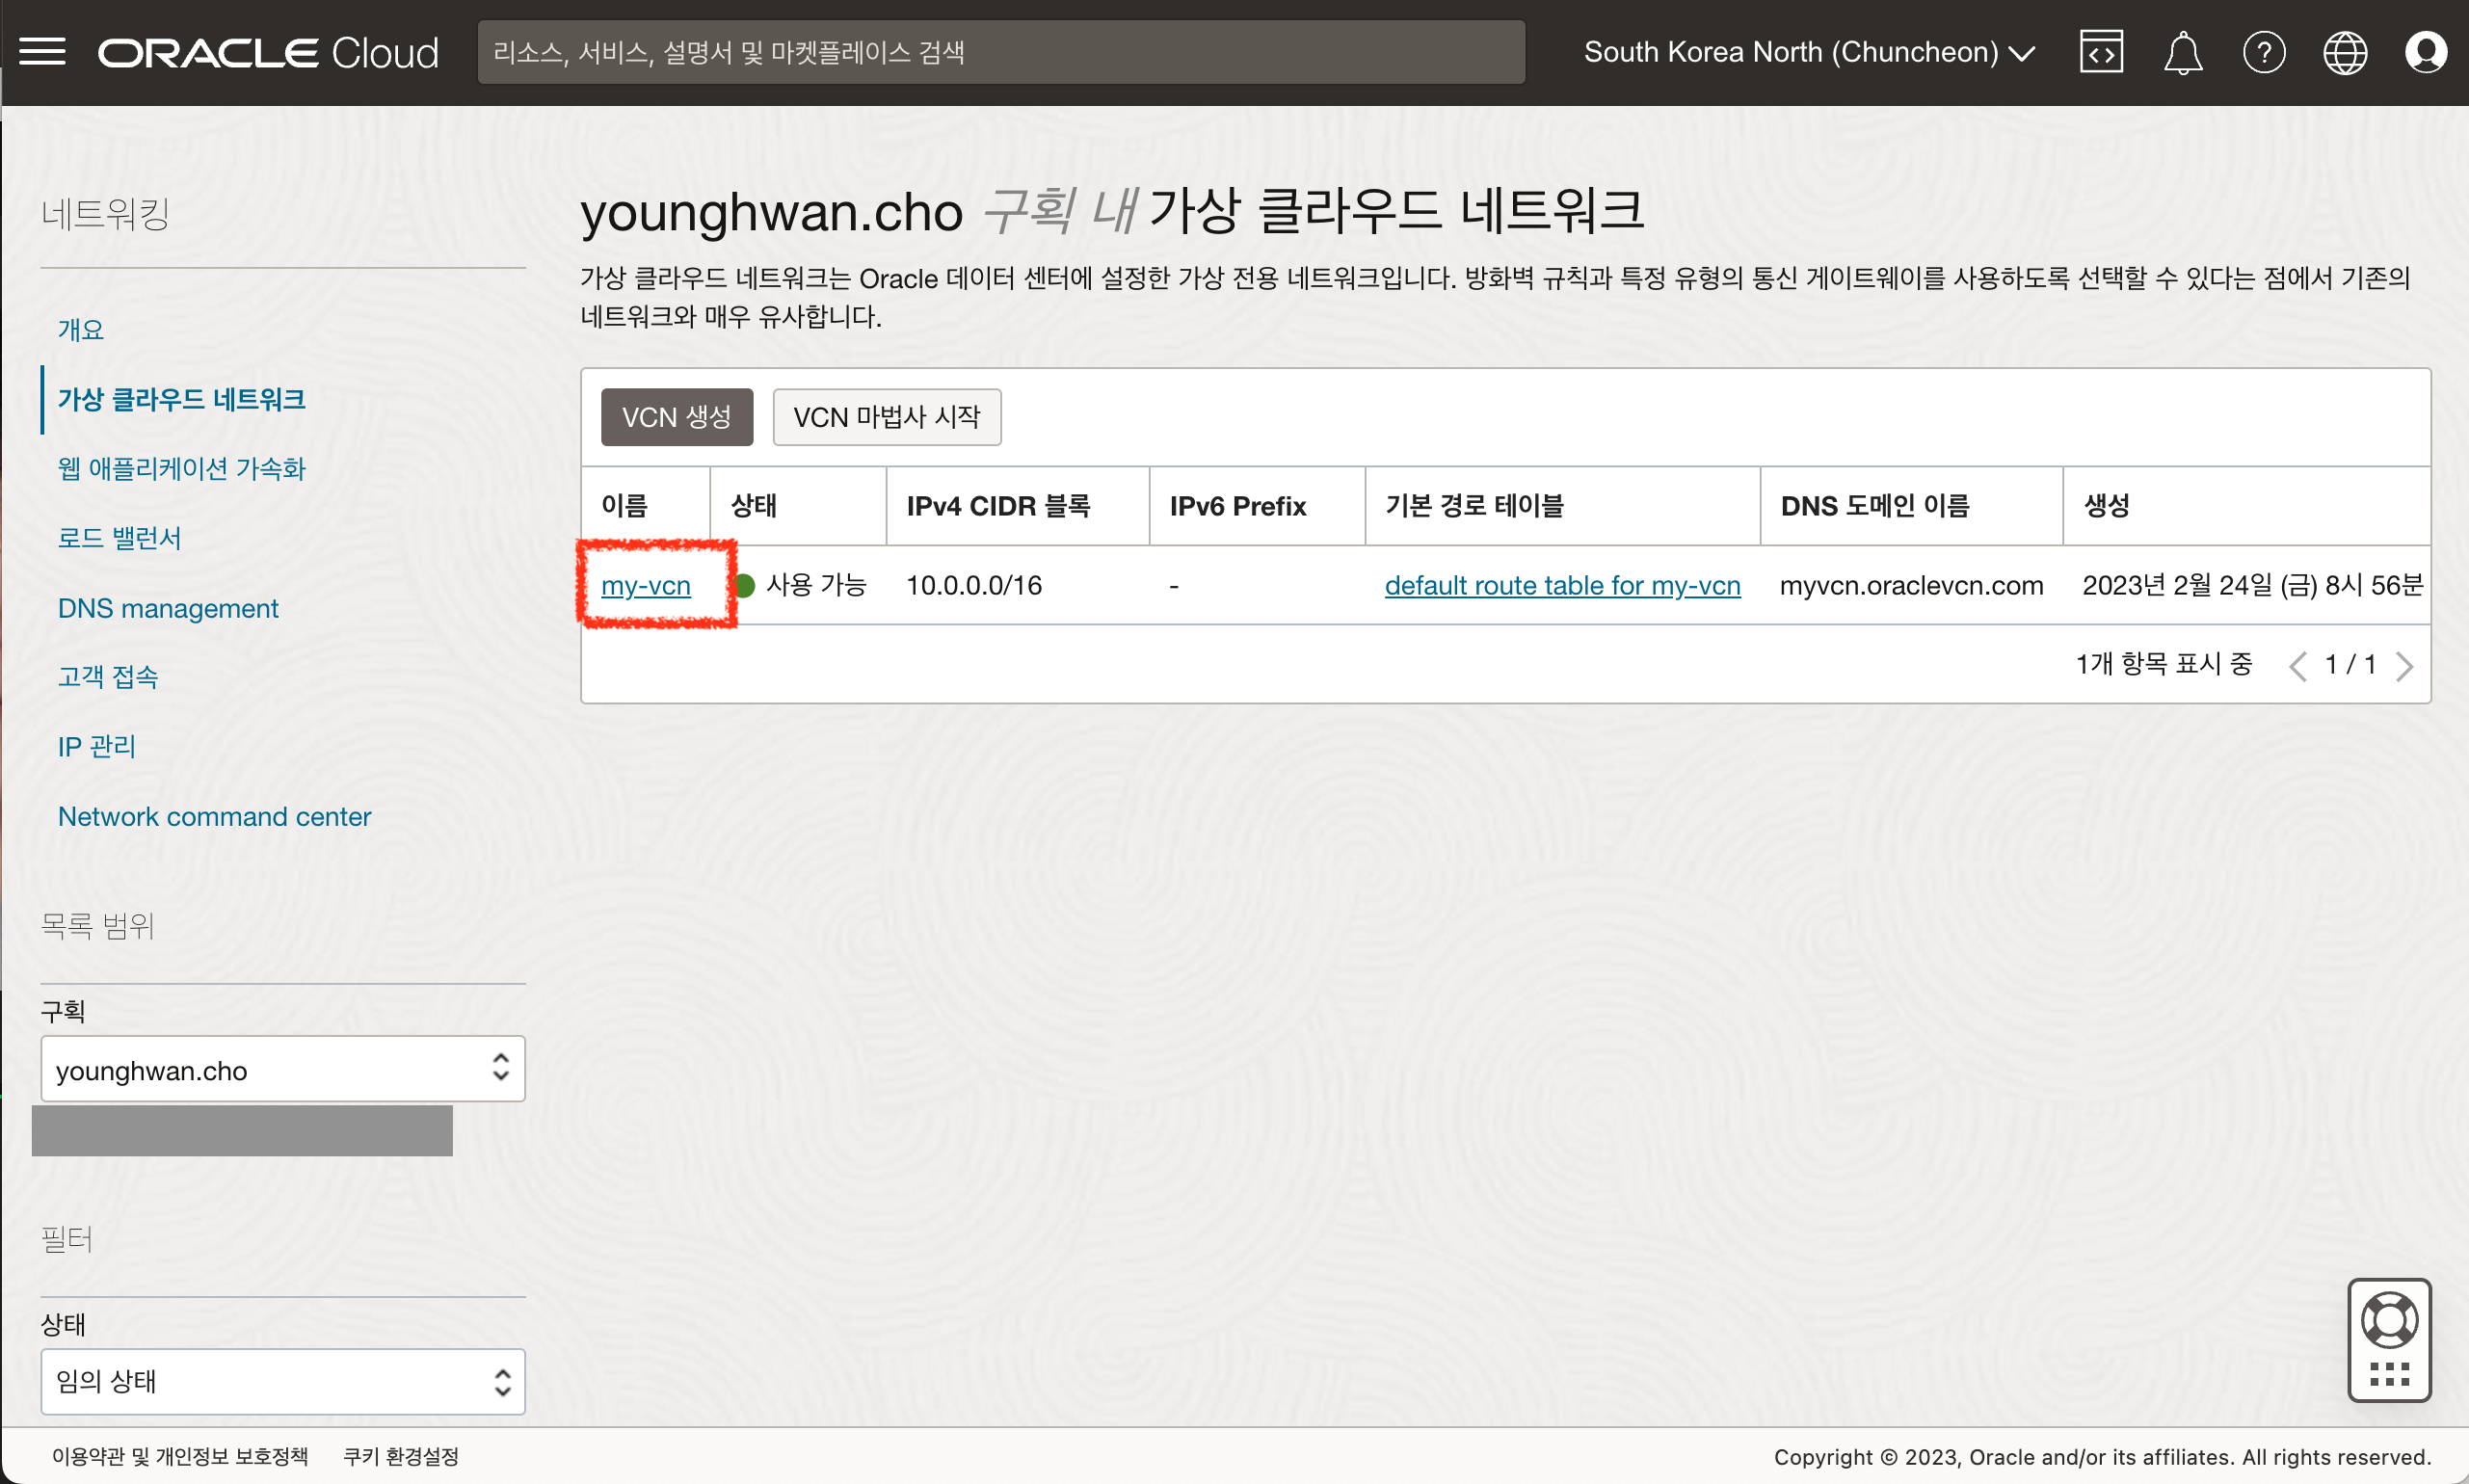 ORACLE Cloud
리소스, 서비스, 설명서 및 마켓플레이스 검색
South Korea North (Chuncheon)
네트워킹
개요
가상 클라우드 네트워크
웹 애플리케이션 가속화
로드 밸런서
DNS management
고객 접속
IP 관리
Network command center
목록 범위
구획
younghwan.cho
필터
상태
임의 상태
younghwan.cho 구획 내 가상 클라우드 네트워크
가상 클라우드 네트워크는 Oracle 데이터 센터에 설정한 가상 전용 네트워크입니다. 방화벽 규칙과 특정 유형의 통신 게이트웨이를 사용하도록 선택할 수 있다는 점에서 기존의
네트워크와 매우 유사합니다.
VCN 생성 VCN 마법사 시작
이름 상태 IPv4 CIDR 블록 IPv6 Prefix 기본 경로 테이블 DNS 도메인 이름 생성
my-vcn 사용 가능 10.0.0.0/16 - default route table for my-vcn myvcn.oraclevcn.com 2023년 2월 24일 (금) 8시 56분
1개 항목 표시 중 1 / 1
이용약관 및 개인정보 보호정책 쿠키 환경설정
Copyright © 2023, Oracle and/or its affiliates. All rights reserved.